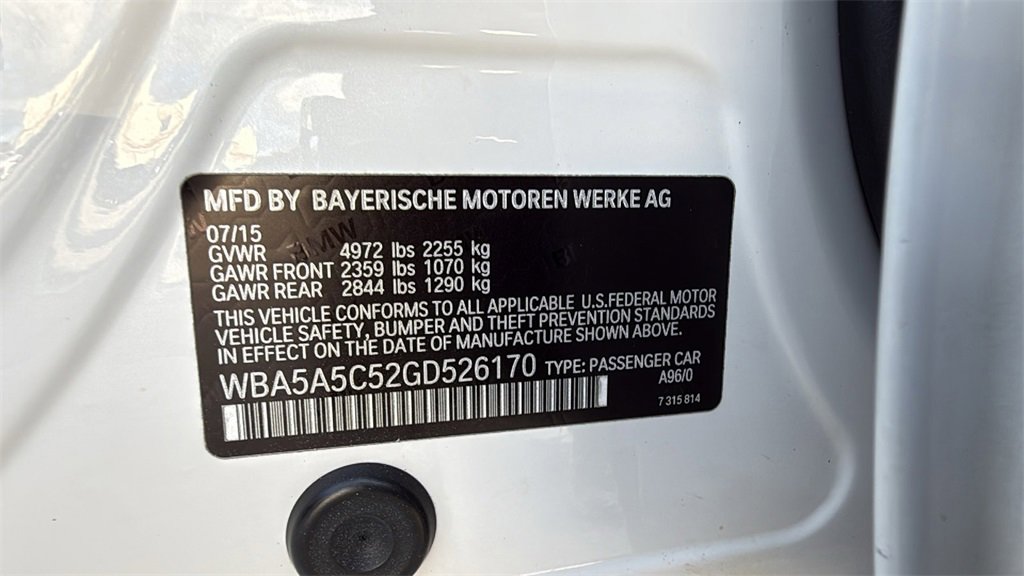 MFD BY BAYERISCHE MOTOREN WERKE AG
07/15
GVWR 4972 lbs 2255 kg
GAWR FRONT 2359 lbs 1070 kg
GAWR REAR 2844 lbs 1290 kg
THIS VEHICLE CONFORMS TO ALL APPLICABLE U.S.FEDERAL MOTOR
VEHICLE SAFETY, BUMPER AND THEFT PREVENTION STANDARDS
IN EFFECT ON THE DATE OF MANUFACTURE SHOWN ABOVE.
WBA5A5C52GD526170 TYPE: PASSENGER CAR
A96/0
7 315 814
BMW